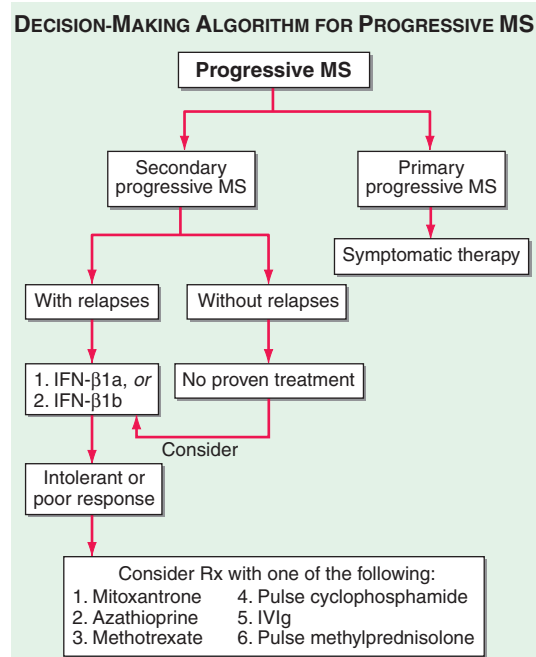 DECISION-MAKING ALGORITHM FOR PROGRESSIVE MS
Progressive MS
Secondary
progressive MS
Primary
progressive MS
Symptomatic therapy
With relapses
Without relapses
1. IFN-β1a, or
2. IFN-β1b
No proven treatment
Consider
Intolerant or
poor response
Consider Rx with one of the following:
1. Mitoxantrone
2. Azathioprine
3. Methotrexate
4. Pulse cyclophosphamide
5. IVIg
6. Pulse methylprednisolone